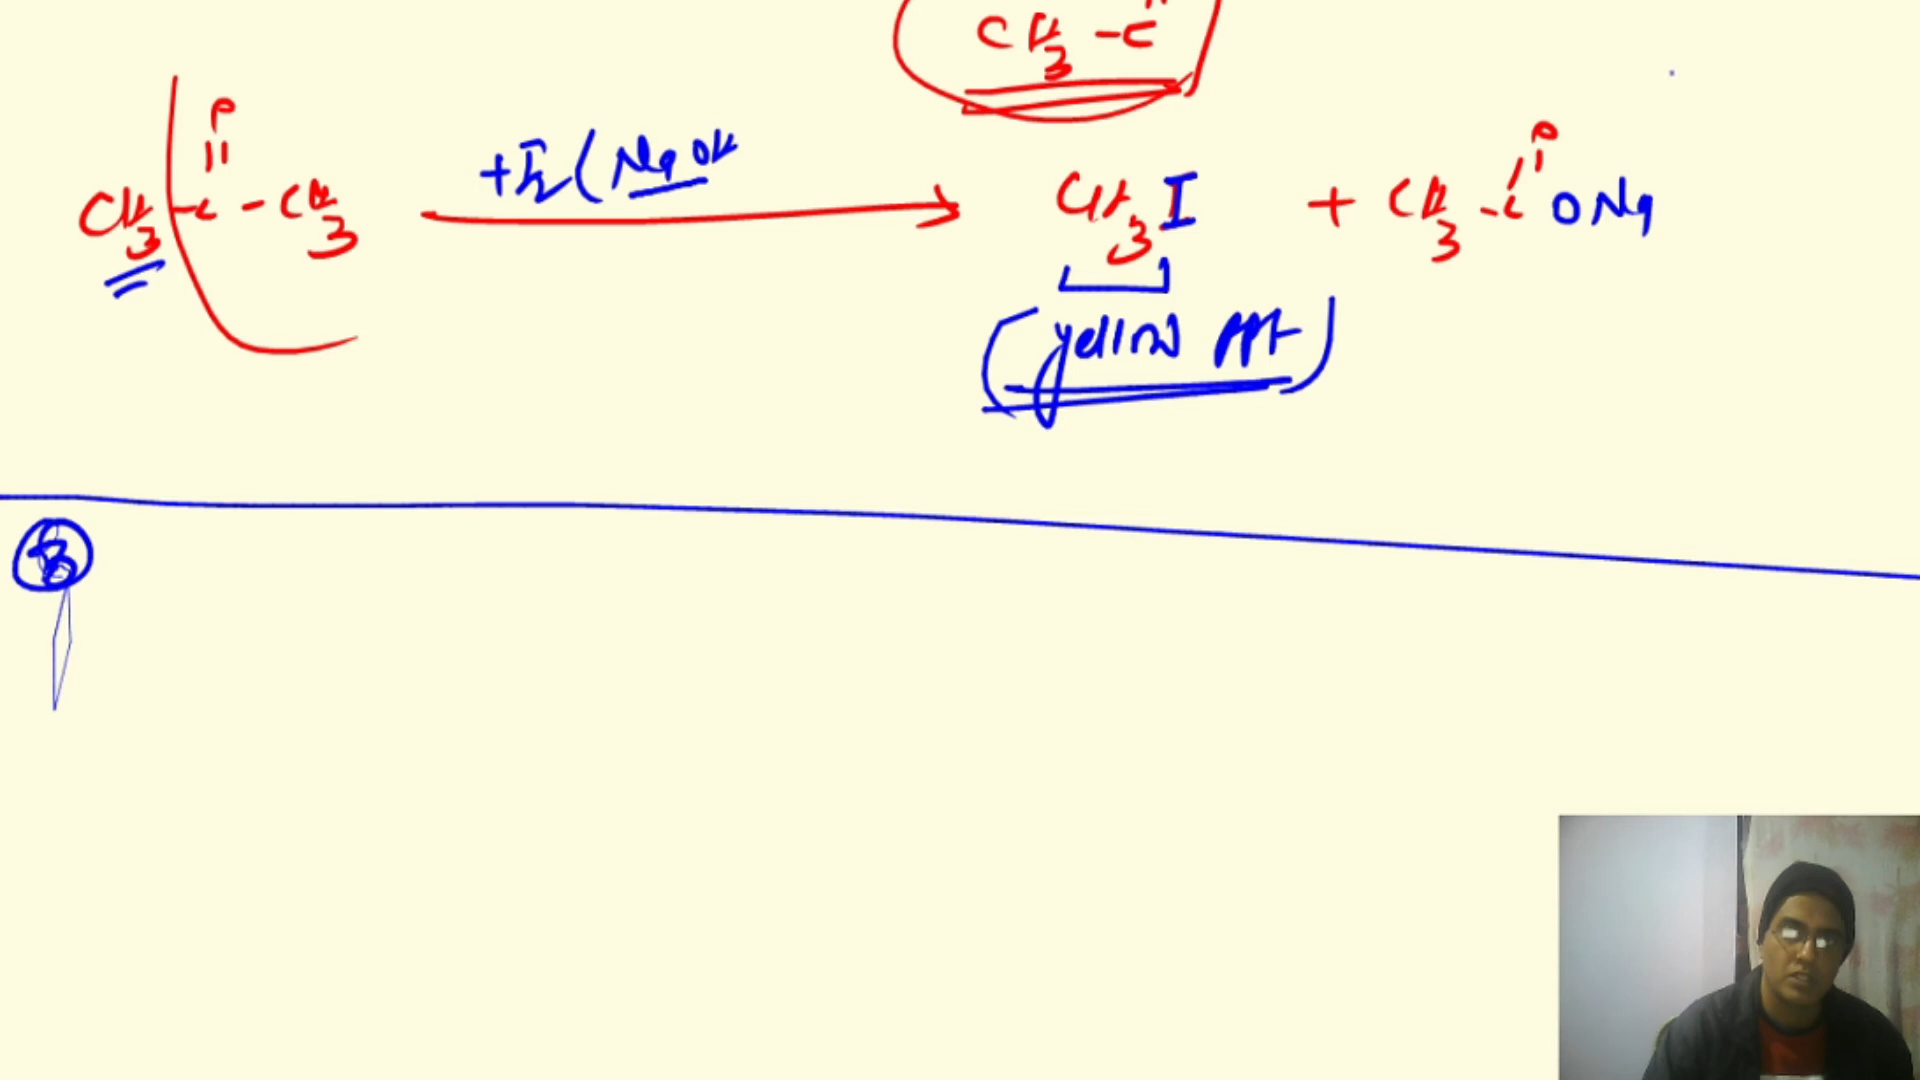 CH3-C
O
||
CH3-C-CH3 +I2(NaOH CH3I + CH3-C ONa
O
(yellow ppt)